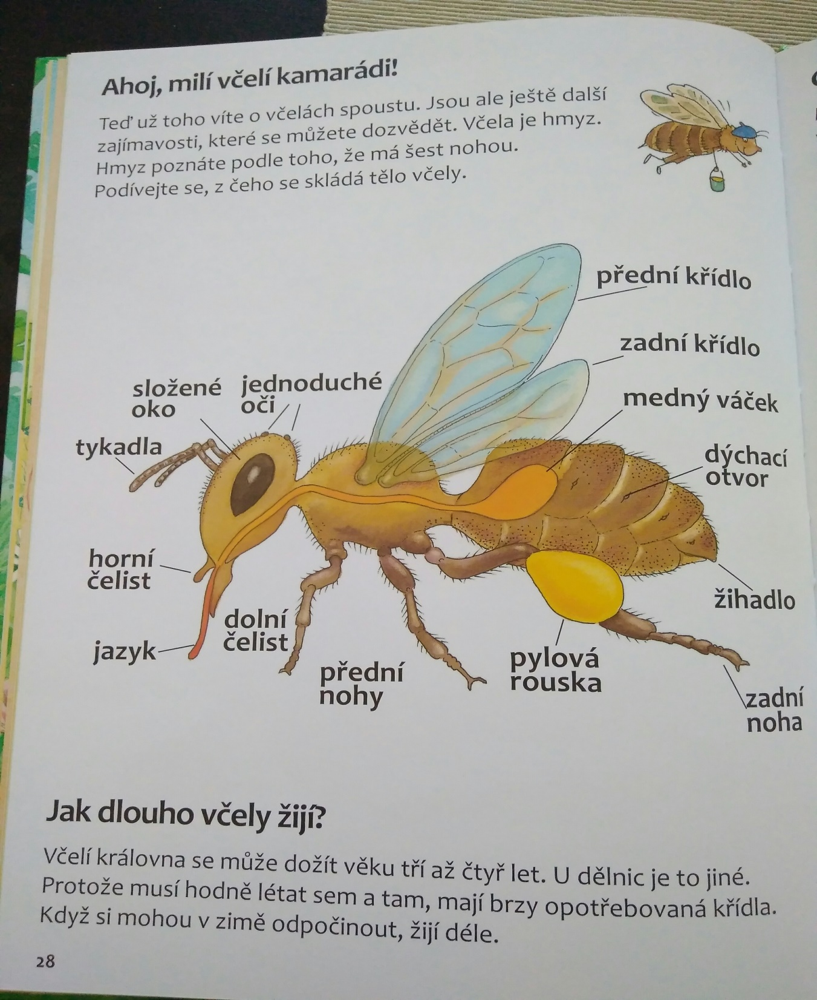 Ahoj, milí včelí kamarádi!
Teď už toho víte o včelách spoustu. Jsou ale ještě další
zajímavosti, které se můžete dozvědět. Včela je hmyz.
Hmyz poznáte podle toho, že má šest nohou.
Podívejte se, z čeho se skládá tělo včely.
přední křídlo
zadní křídlo
složené
oko
jednoduché
oči
medný váček
tykadla
dýchací
otvor
horní
čelist
žihadlo
dolní
čelist
jazyk
přední
nohy
pylová
rouska
zadní
noha
Jak dlouho včely žijí?
Včelí královna se může dožít věku tří až čtyř let. U dělnic je to jiné.
Protože musí hodně létat sem a tam, mají brzy opotřebovaná křídla.
Když si mohou v zimě odpočinout, žijí déle.
28